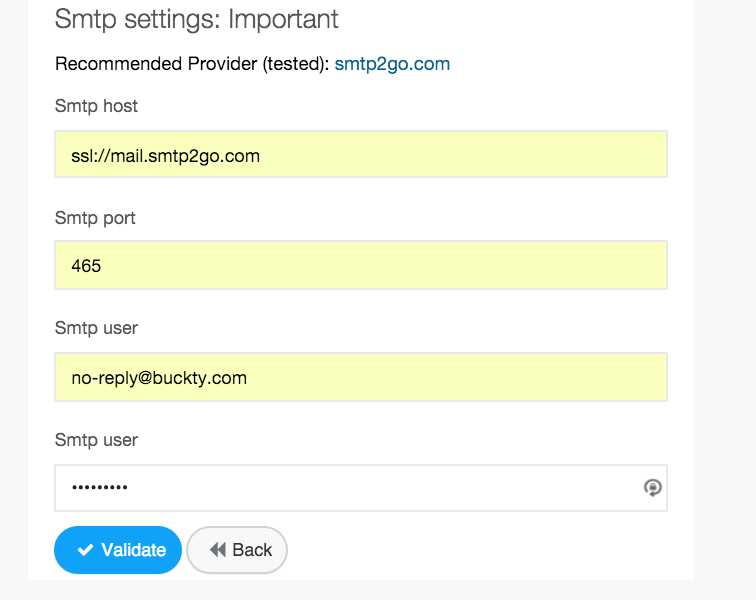 Smtp settings: Important
Recommended Provider (tested): smtp2go.com
Smtp host
ssl://mail.smtp2go.com
Smtp port
465
Smtp user
no-reply@buckty.com
Smtp user
•••••••••
Validate
Back